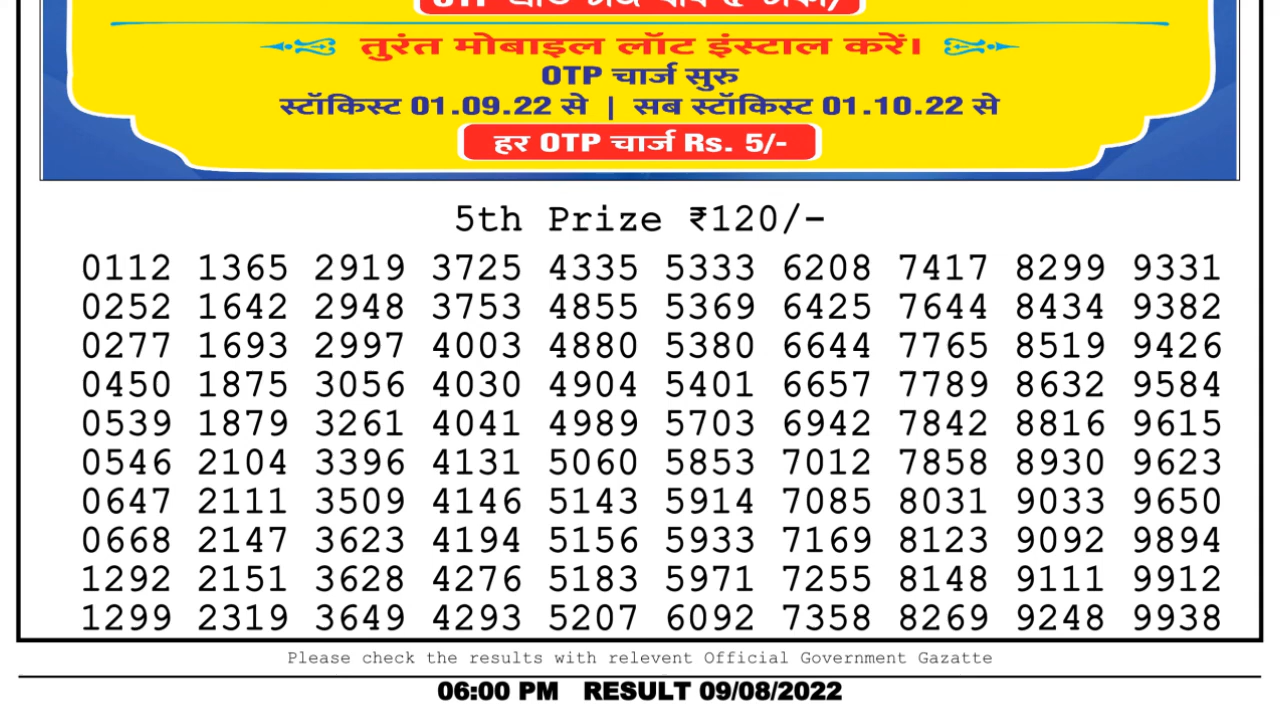 तुरंत मोबाइल लॉट इंस्टाल करें।
OTP चार्ज सुरु
स्टॉकिस्ट 01.09.22 से | सब स्टॉकिस्ट 01.10.22 से
हर OTP चार्ज Rs. 5/-
5th Prize ₹120/-
0112 1365 2919 3725 4335 5333 6208 7417 8299 9331
0252 1642 2948 3753 4855 5369 6425 7644 8434 9382
0277 1693 2997 4003 4880 5380 6644 7765 8519 9426
0450 1875 3056 4030 4904 5401 6657 7789 8632 9584
0539 1879 3261 4041 4989 5703 6942 7842 8816 9615
0546 2104 3396 4131 5060 5853 7012 7858 8930 9623
0647 2111 3509 4146 5143 5914 7085 8031 9033 9650
0668 2147 3623 4194 5156 5933 7169 8123 9092 9894
1292 2151 3628 4276 5183 5971 7255 8148 9111 9912
1299 2319 3649 4293 5207 6092 7358 8269 9248 9938
Please check the results with relevent Official Government Gazatte
06:00 PM RESULT 09/08/2022